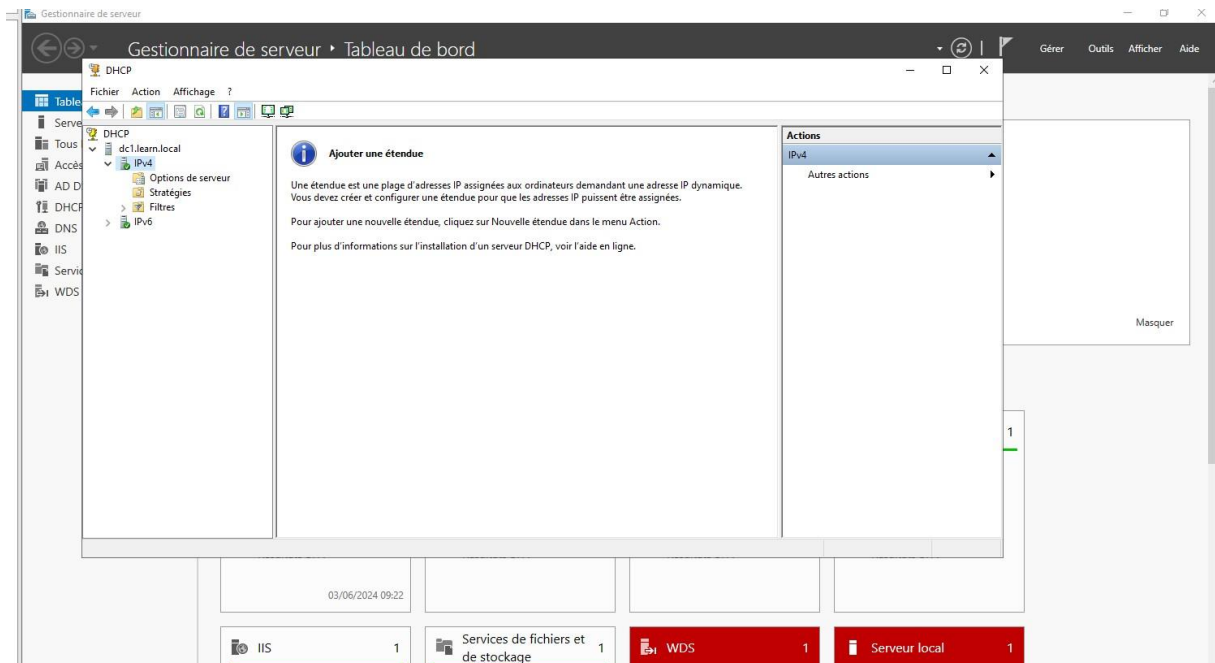 Gestionnaire de serveur
Gestionnaire de serveur • Tableau de bord
Gérer Outils Afficher Aide
DHCP
Fichier Action Affichage ?
Table
Serve
Tous
Accès
AD D
DHCP
DNS
IIS
Servic
WDS
DHCP
dc1.learn.local
IPv4
Options de serveur
Stratégies
Filtres
IPv6
Ajouter une étendue
Une étendue est une plage d'adresses IP assignées aux ordinateurs demandant une adresse IP dynamique.
Vous devez créer et configurer une étendue pour que les adresses IP puissent être assignées.
Pour ajouter une nouvelle étendue, cliquez sur Nouvelle étendue dans le menu Action.
Pour plus d'informations sur l'installation d'un serveur DHCP, voir l'aide en ligne.
Actions
IPv4
Autres actions
Masquer
1
03/06/2024 09:22
IIS 1
Services de fichiers et
de stockage 1
WDS 1
Serveur local 1